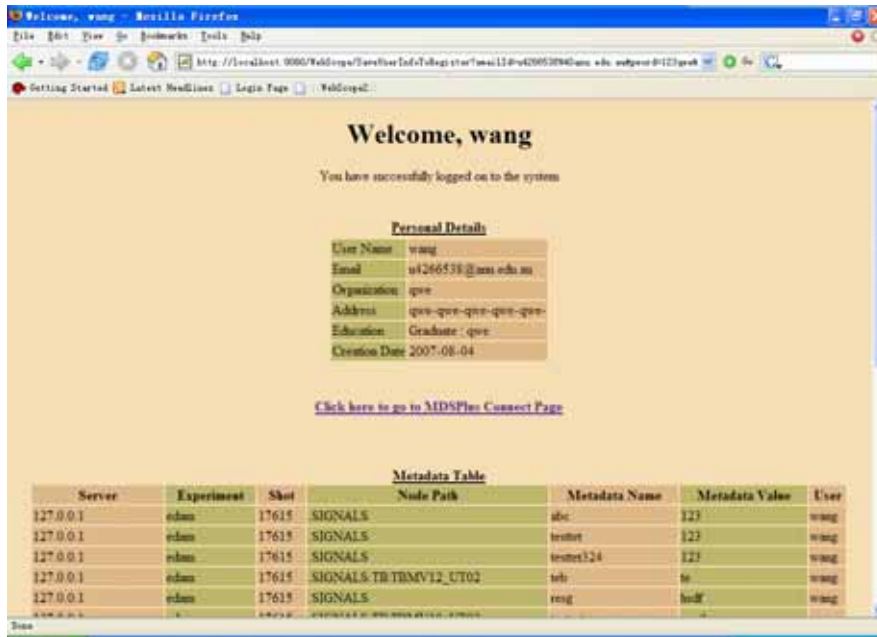 Welcome, wang - Mozilla Firefox
File Edit View Go Bookmarks Tools Help
Getting Started Latest Headlines Login Page WebScope2
Welcome, wang
You have successfully logged on to the system
Personal Details
User Name wang
Email u4266538@anu.edu.au
Organization qwe
Address qwe-qwe-qwe-qwe-qwe-
Education Graduate : qwe
Creation Date 2007-08-04
Click here to go to MDSPlus Connect Page
Metadata Table
Server Experiment Shot Node Path Metadata Name Metadata Value User
127.0.0.1 edam 17615 .SIGNALS abc 123 wang
127.0.0.1 edam 17615 .SIGNALS 123 wang
127.0.0.1 edam 17615 .SIGNALS 123 wang
127.0.0.1 edam 17615 .SIGNALS.TB:TBMV12_UT02 wang
127.0.0.1 edam 17615 .SIGNALS wang
Done